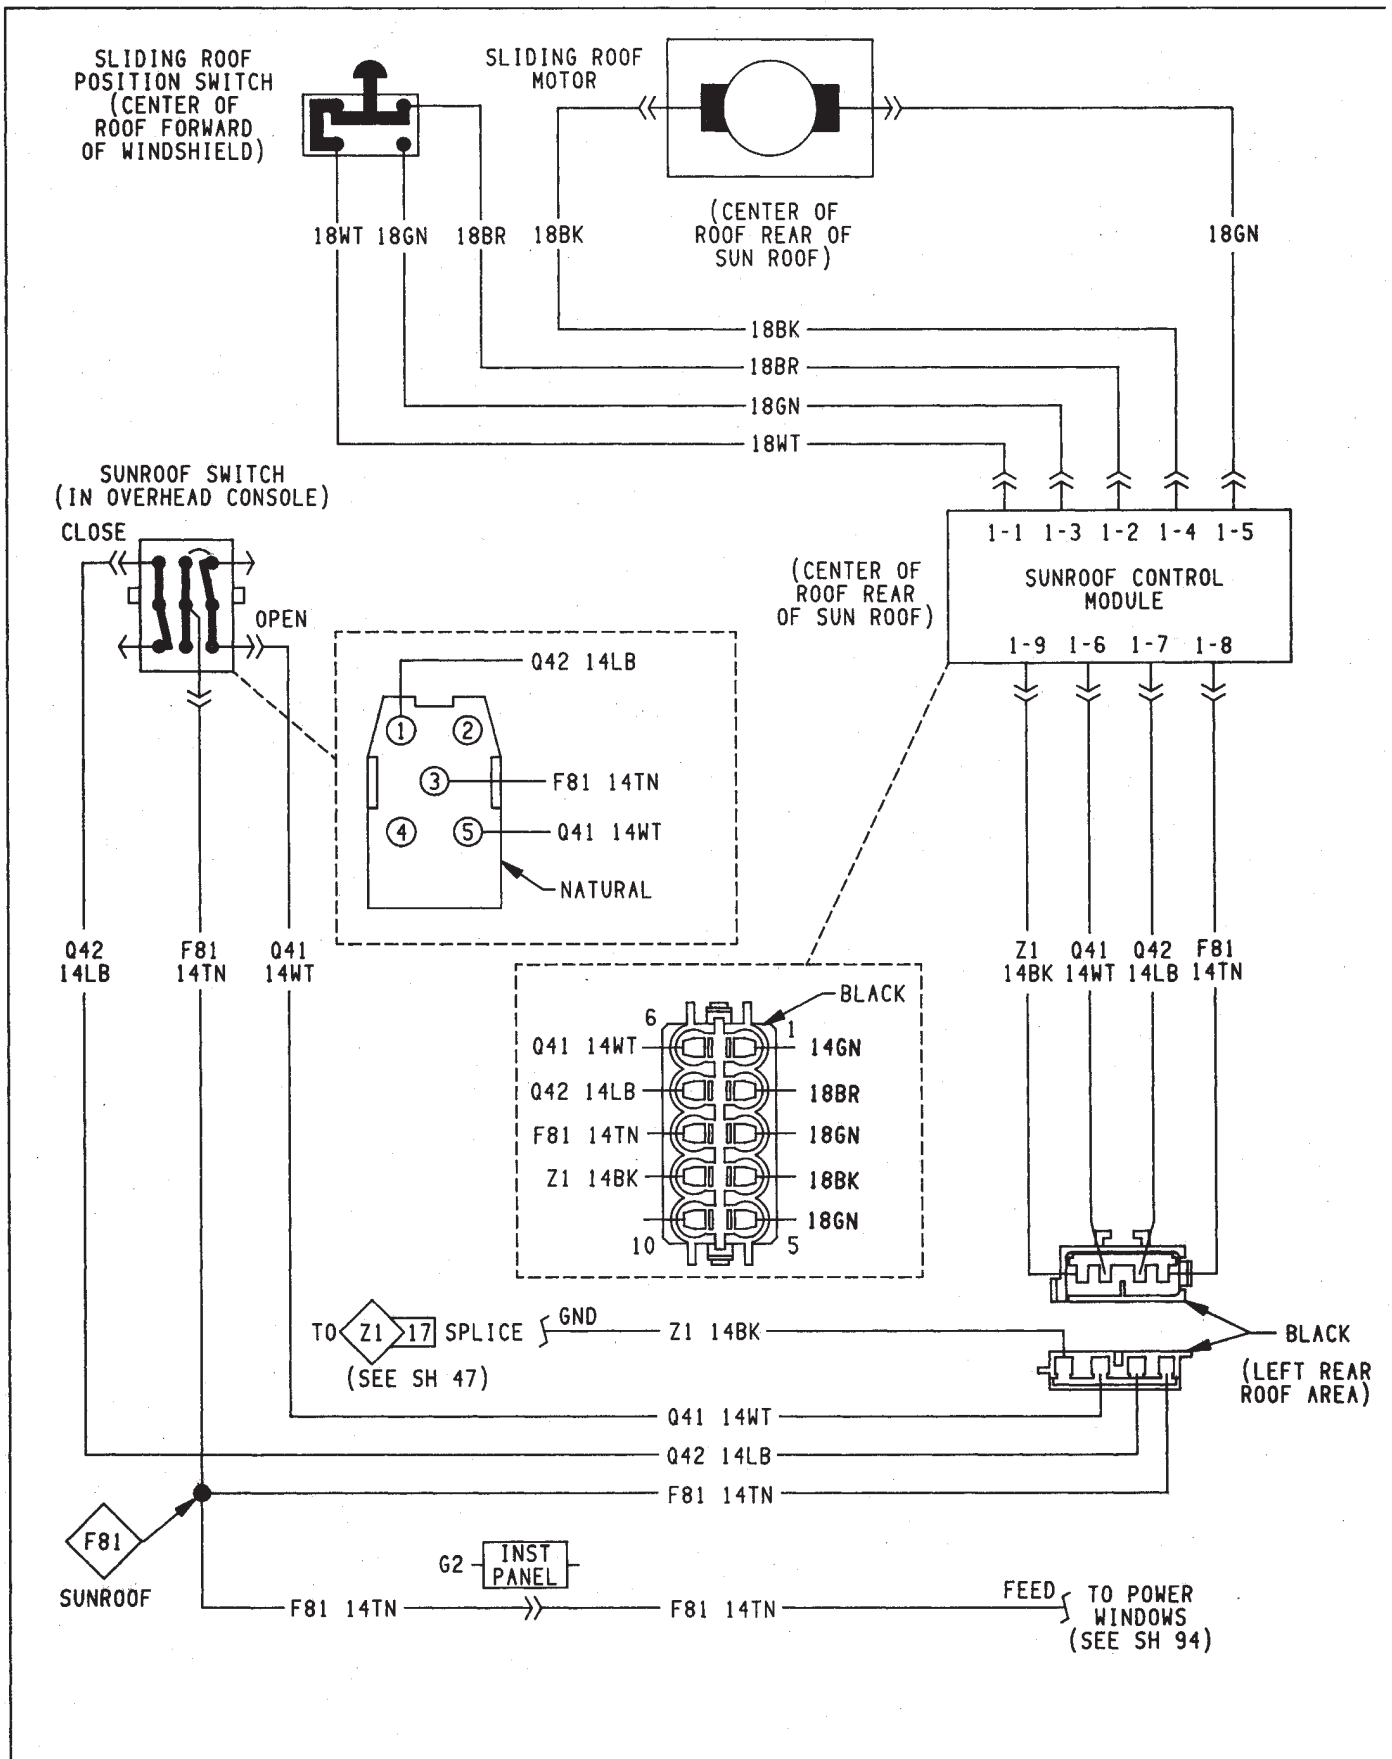 SLIDING ROOF
POSITION SWITCH
(CENTER OF
ROOF FORWARD
OF WINDSHIELD)
SLIDING ROOF
MOTOR
(CENTER OF
ROOF REAR OF
SUN ROOF)
18WT 18GN 18BR 18BK
18GN
18BK
18BR
18GN
18WT
SUNROOF SWITCH
(IN OVERHEAD CONSOLE)
CLOSE
OPEN
1-1 1-3 1-2 1-4 1-5
SUNROOF CONTROL
MODULE
1-9 1-6 1-7 1-8
(CENTER OF
ROOF REAR
OF SUN ROOF)
Q42 14LB
1 2
3
F81 14TN
4 5
Q41 14WT
NATURAL
Q42
14LB
F81
14TN
Q41
14WT
Z1
14BK
Q41
14WT
Q42
14LB
F81
14TN
BLACK
6 1
Q41 14WT 14GN
Q42 14LB 18BR
F81 14TN 18GN
Z1 14BK 18BK
18GN
10 5
TO Z1 17 SPLICE
GND
Z1 14BK
(SEE SH 47)
BLACK
(LEFT REAR
ROOF AREA)
Q41 14WT
Q42 14LB
F81 14TN
F81
SUNROOF
G2
INST
PANEL
F81 14TN
F81 14TN
FEED
TO POWER
WINDOWS
(SEE SH 94)